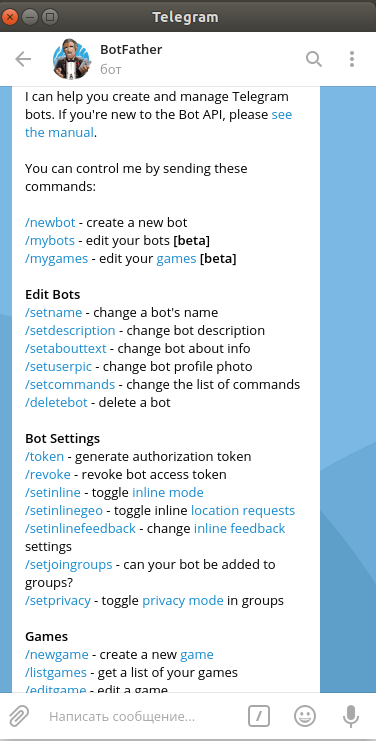 Telegram
BotFather
бот
I can help you create and manage Telegram
bots. If you're new to the Bot API, please see
the manual.
You can control me by sending these
commands:
/newbot - create a new bot
/mybots - edit your bots [beta]
/mygames - edit your games [beta]
Edit Bots
/setname - change a bot's name
/setdescription - change bot description
/setabouttext - change bot about info
/setuserpic - change bot profile photo
/setcommands - change the list of commands
/deletebot - delete a bot
Bot Settings
/token - generate authorization token
/revoke - revoke bot access token
/setinline - toggle inline mode
/setinlinegeo - toggle inline location requests
/setinlinefeedback - change inline feedback
settings
/setjoingroups - can your bot be added to
groups?
/setprivacy - toggle privacy mode in groups
Games
/newgame - create a new game
/listgames - get a list of your games
/editgame - edit a game
Написать сообщение...
/